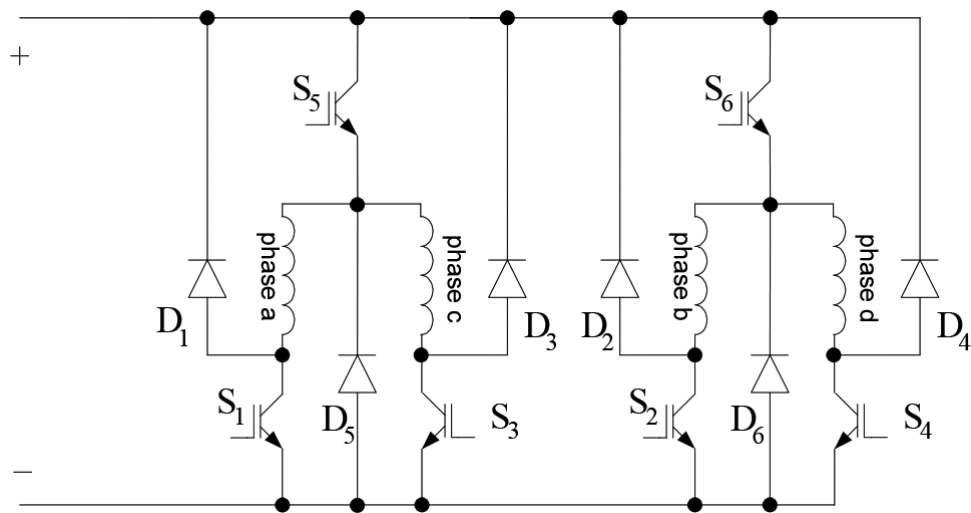 +
S5
S6
phase a
phase c
phase b
phase d
D1
D3
D2
D4
S1
D5
S3
S2
D6
S4
−